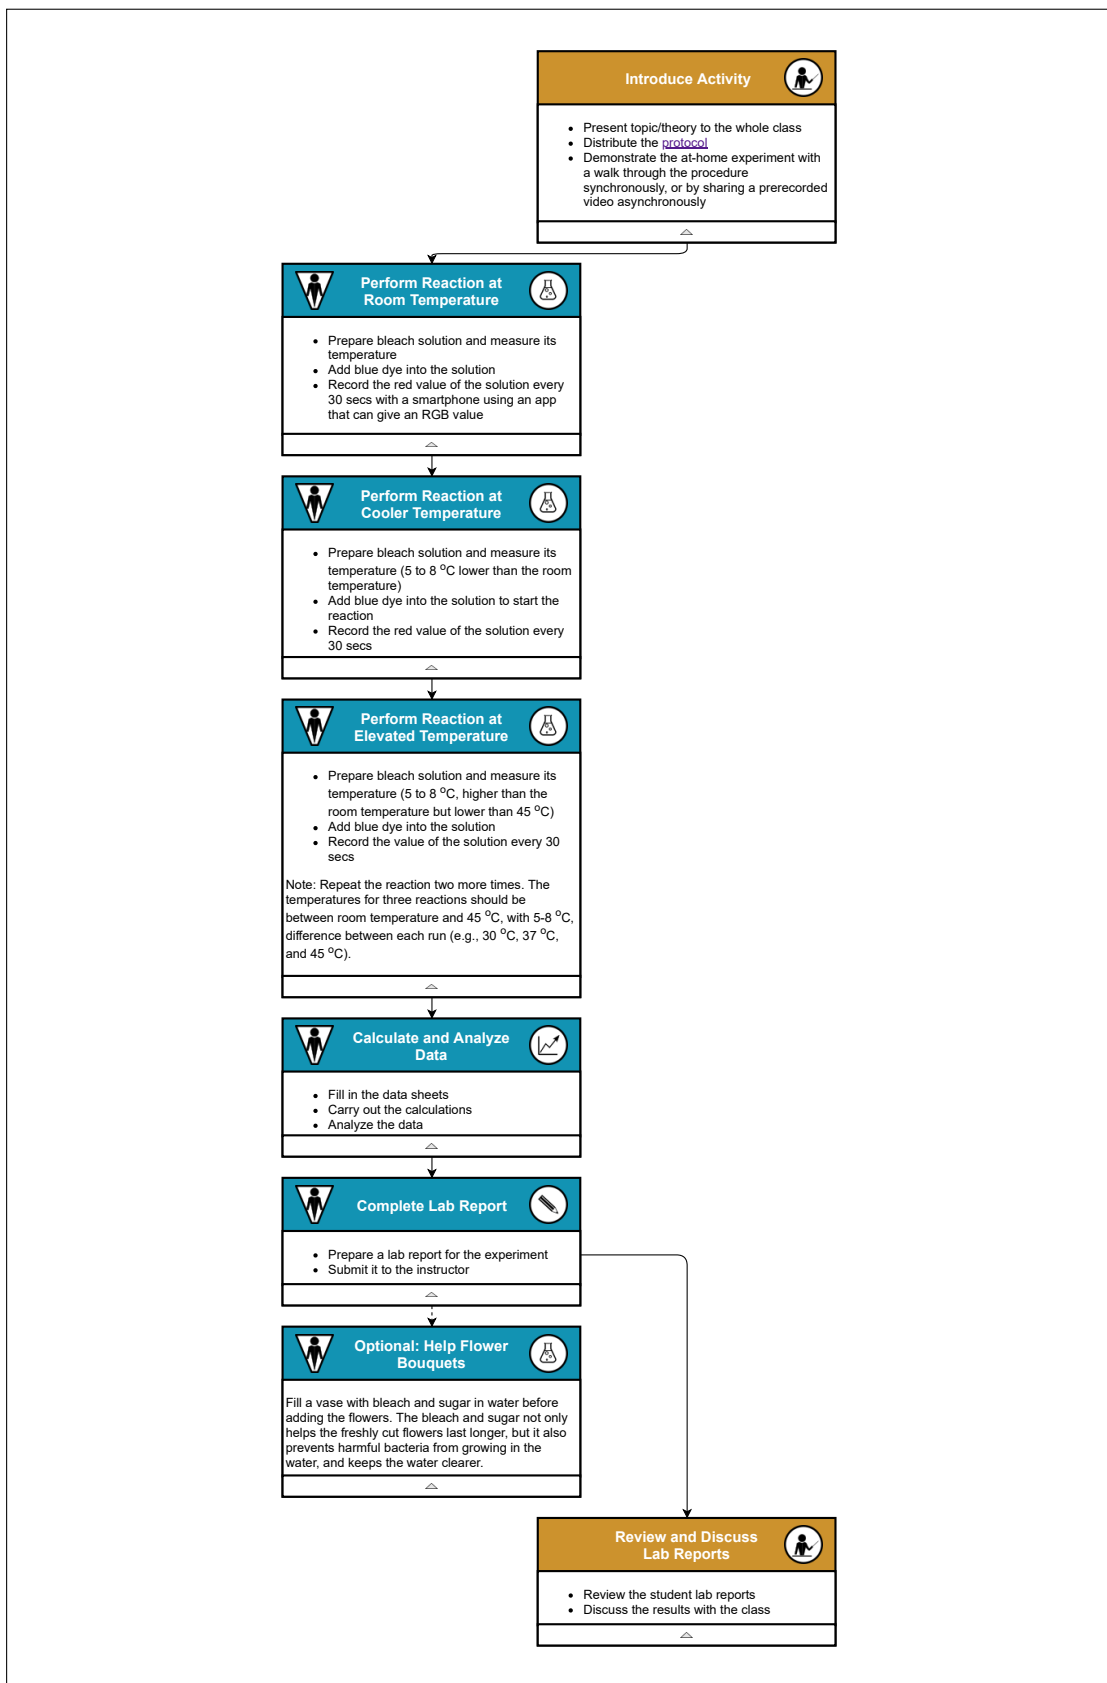 Introduce Activity
• Present topic/theory to the whole class
• Distribute the protocol
• Demonstrate the at-home experiment with
a walk through the procedure
synchronously, or by sharing a prerecorded
video asynchronously
Perform Reaction at
Room Temperature
• Prepare bleach solution and measure its
temperature
• Add blue dye into the solution
• Record the red value of the solution every
30 secs with a smartphone using an app
that can give an RGB value
Perform Reaction at
Cooler Temperature
• Prepare bleach solution and measure its
temperature (5 to 8 °C lower than the room
temperature)
• Add blue dye into the solution to start the
reaction
• Record the red value of the solution every
30 secs
Perform Reaction at
Elevated Temperature
• Prepare bleach solution and measure its
temperature (5 to 8 °C, higher than the
room temperature but lower than 45 °C)
• Add blue dye into the solution
• Record the value of the solution every 30
secs
Note: Repeat the reaction two more times. The
temperatures for three reactions should be
between room temperature and 45 °C, with 5-8 °C,
difference between each run (e.g., 30 °C, 37 °C,
and 45 °C).
Calculate and Analyze
Data
• Fill in the data sheets
• Carry out the calculations
• Analyze the data
Complete Lab Report
• Prepare a lab report for the experiment
• Submit it to the instructor
Optional: Help Flower
Bouquets
Fill a vase with bleach and sugar in water before
adding the flowers. The bleach and sugar not only
helps the freshly cut flowers last longer, but it also
prevents harmful bacteria from growing in the
water, and keeps the water clearer.
Review and Discuss
Lab Reports
• Review the student lab reports
• Discuss the results with the class